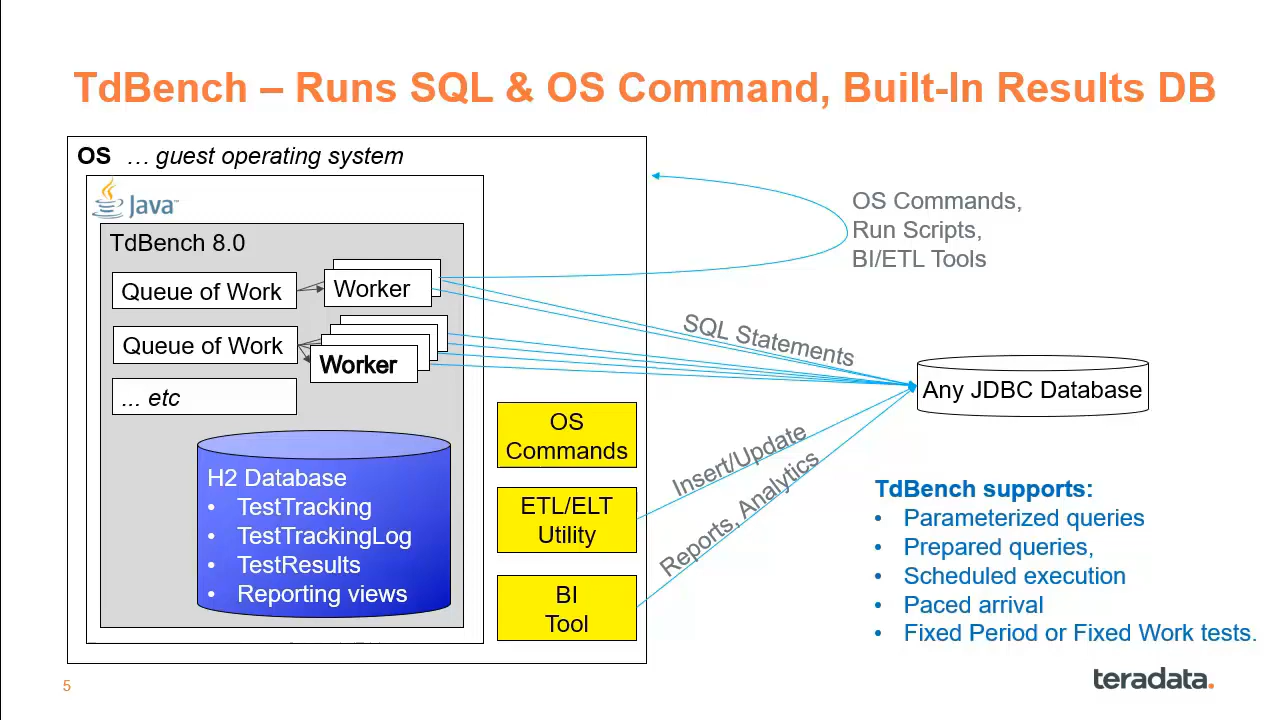 TdBench – Runs SQL & OS Command, Built-In Results DB
OS … guest operating system
Java™
TdBench 8.0
Queue of Work
Worker
Queue of Work
Worker
... etc
H2 Database
• TestTracking
• TestTrackingLog
• TestResults
• Reporting views
OS
Commands
ETL/ELT
Utility
BI
Tool
OS Commands,
Run Scripts,
BI/ETL Tools
SQL Statements
Any JDBC Database
Insert/Update
Reports, Analytics
TdBench supports:
• Parameterized queries
• Prepared queries,
• Scheduled execution
• Paced arrival
• Fixed Period or Fixed Work tests.
5
teradata.